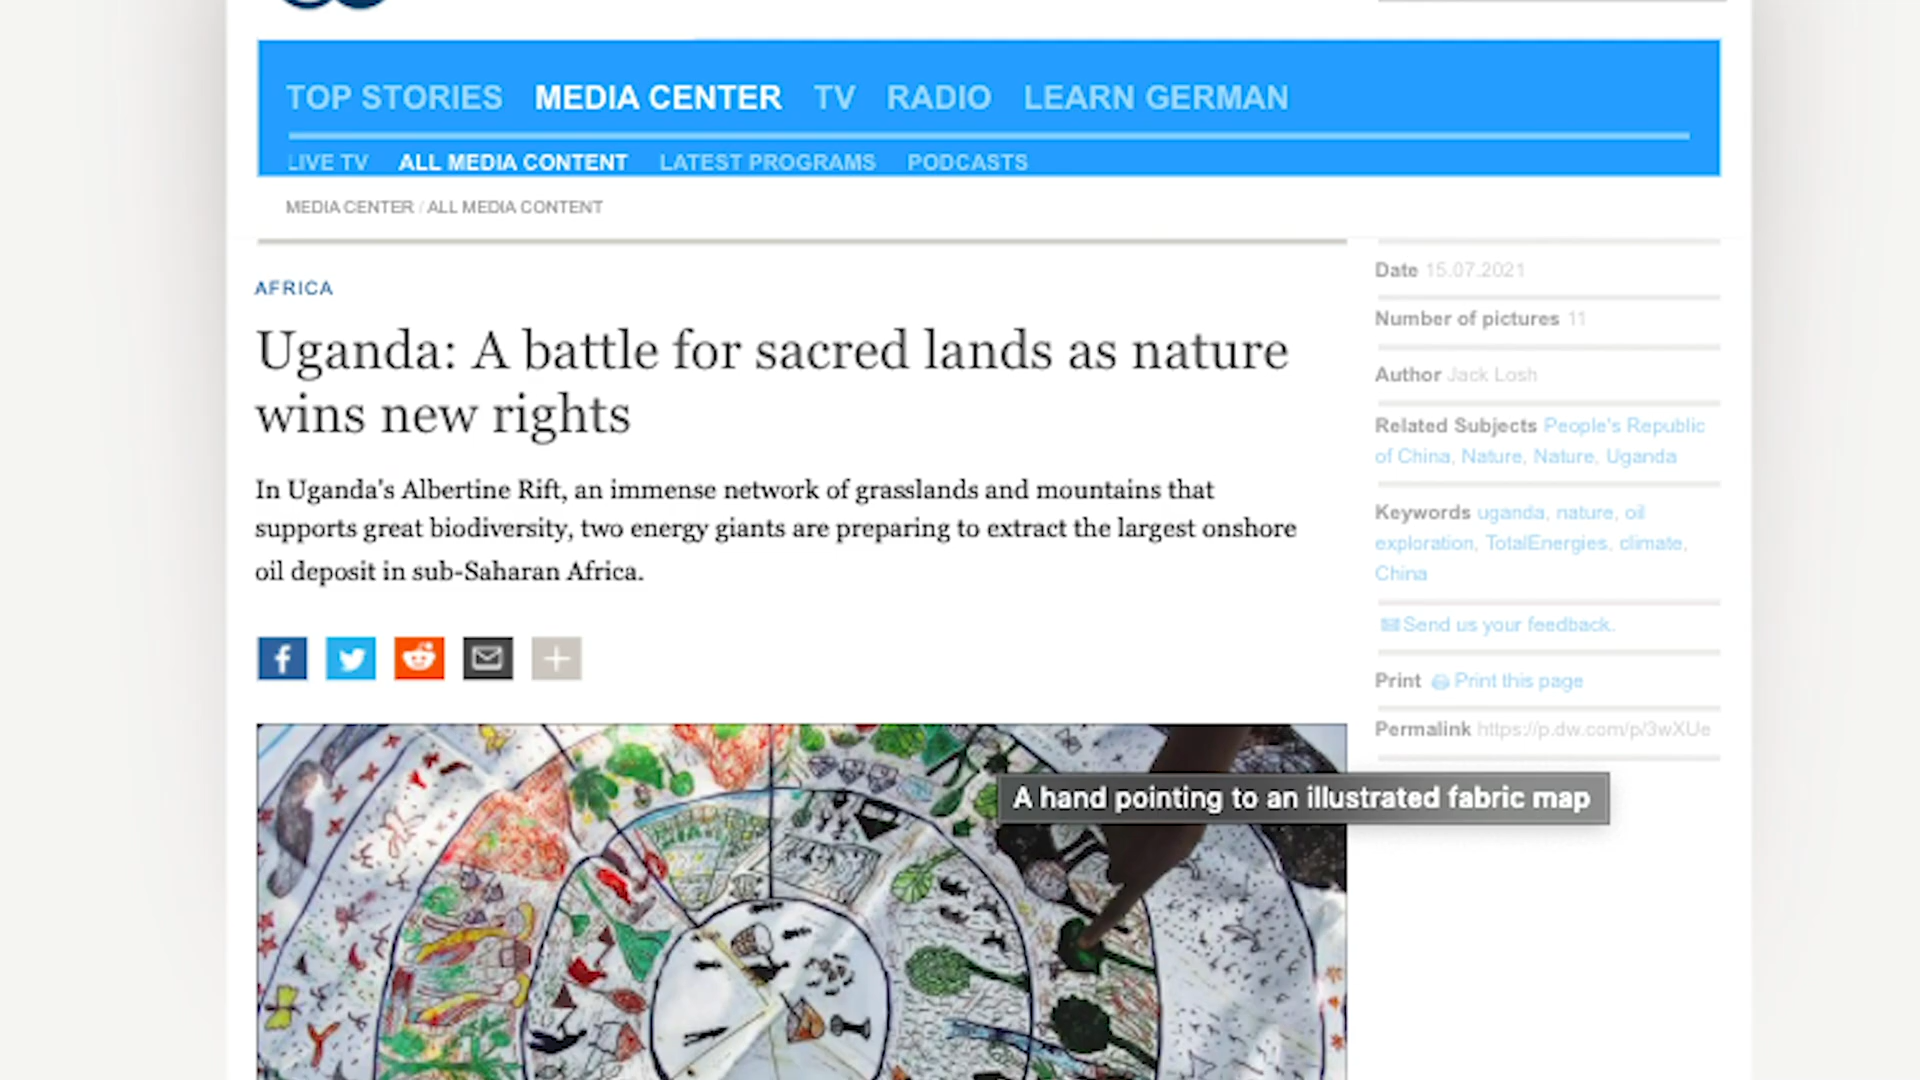 TOP STORIES MEDIA CENTER TV RADIO LEARN GERMAN
LIVE TV ALL MEDIA CONTENT LATEST PROGRAMS PODCASTS
MEDIA CENTER / ALL MEDIA CONTENT
AFRICA
Uganda: A battle for sacred lands as nature
wins new rights
In Uganda's Albertine Rift, an immense network of grasslands and mountains that
supports great biodiversity, two energy giants are preparing to extract the largest onshore
oil deposit in sub-Saharan Africa.
Date 15.07.2021
Number of pictures 11
Author Jack Losh
Related Subjects People's Republic
of China, Nature, Nature, Uganda
Keywords uganda, nature, oil
exploration, TotalEnergies, climate,
China
Send us your feedback.
Print Print this page
Permalink https://p.dw.com/p/3wXUe
A hand pointing to an illustrated fabric map